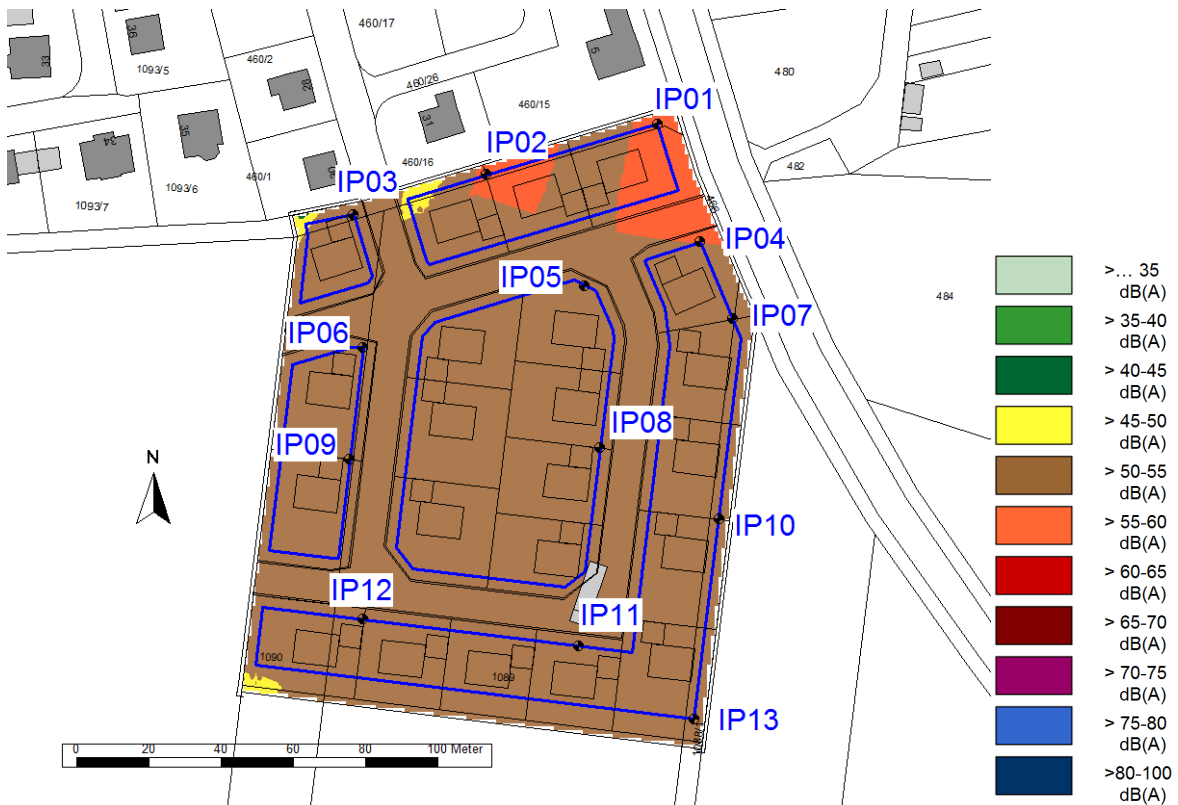 460/17
36
33
1093/5
460/2
28
5
480
460/26
460/15
IP01
31
35
34
IP02
460/16
482
460/1
1093/6
IP03
1093/7
466
IP04
484
IP05
IP07
IP06
IP08
IP09
N
IP10
IP12
IP11
1090
1089
IP13
0 20 40 60 80 100 Meter
>... 35
dB(A)
> 35-40
dB(A)
> 40-45
dB(A)
> 45-50
dB(A)
> 50-55
dB(A)
> 55-60
dB(A)
> 60-65
dB(A)
> 65-70
dB(A)
> 70-75
dB(A)
> 75-80
dB(A)
>80-100
dB(A)